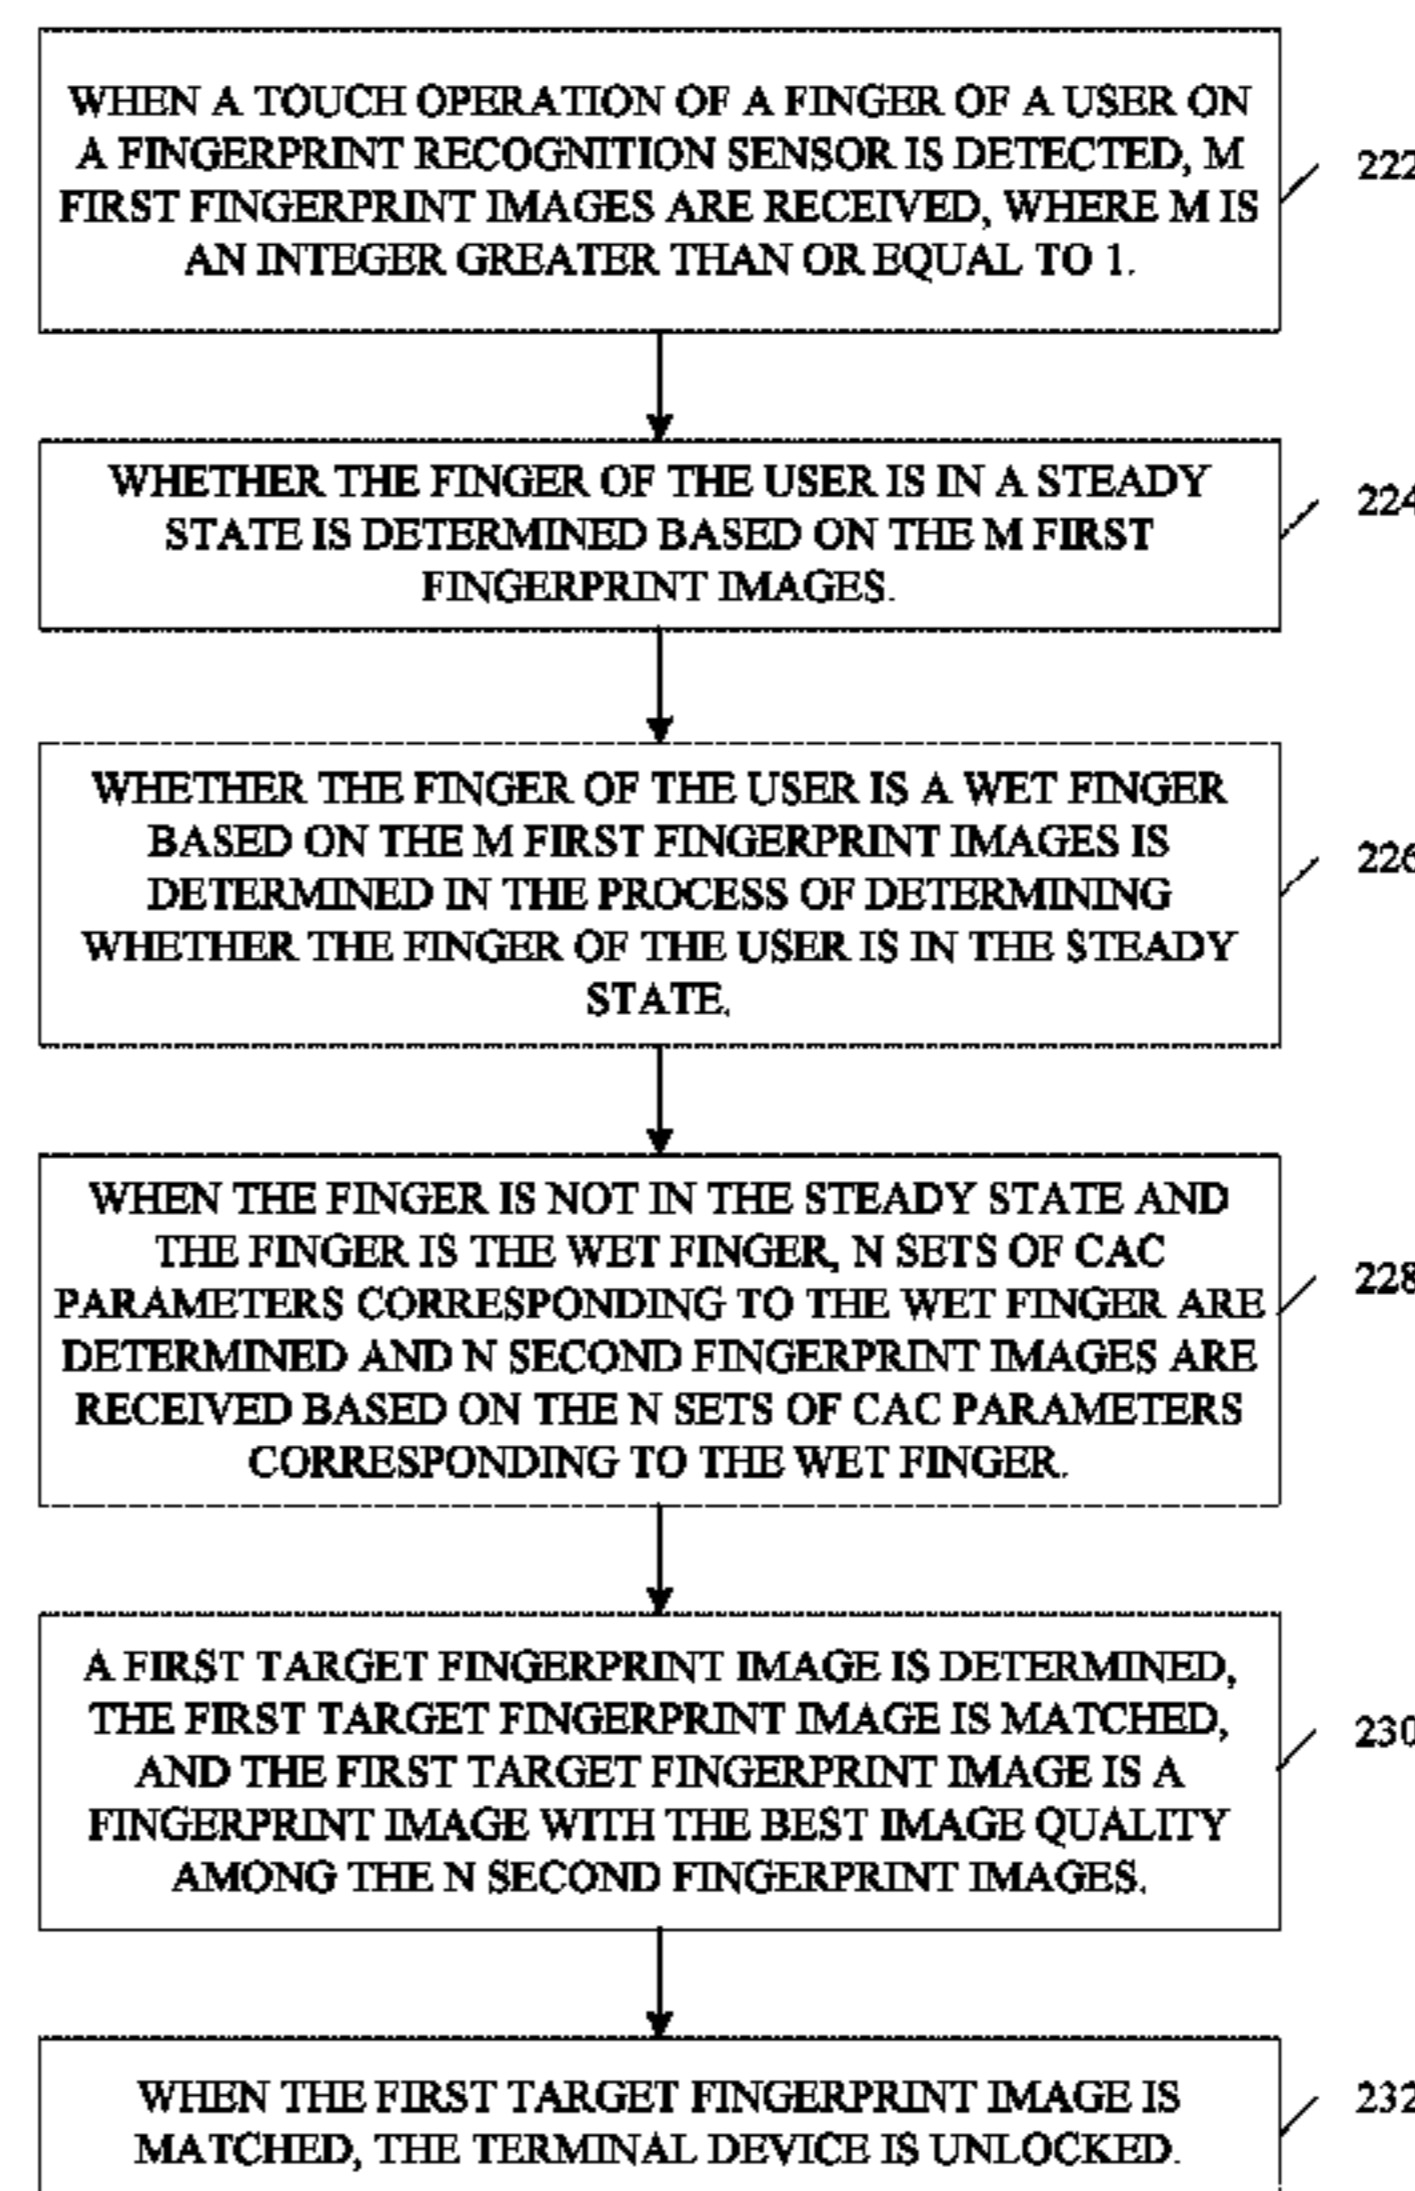 WHEN A TOUCH OPERATION OF A FINGER OF A USER ON
A FINGERPRINT RECOGNITION SENSOR IS DETECTED, M
FIRST FINGERPRINT IMAGES ARE RECEIVED, WHERE M IS
AN INTEGER GREATER THAN OR EQUAL TO 1.
222
WHETHER THE FINGER OF THE USER IS IN A STEADY
STATE IS DETERMINED BASED ON THE M FIRST
FINGERPRINT IMAGES.
224
WHETHER THE FINGER OF THE USER IS A WET FINGER
BASED ON THE M FIRST FINGERPRINT IMAGES IS
DETERMINED IN THE PROCESS OF DETERMINING
WHETHER THE FINGER OF THE USER IS IN THE STEADY
STATE.
226
WHEN THE FINGER IS NOT IN THE STEADY STATE AND
THE FINGER IS THE WET FINGER, N SETS OF CAC
PARAMETERS CORRESPONDING TO THE WET FINGER ARE
DETERMINED AND N SECOND FINGERPRINT IMAGES ARE
RECEIVED BASED ON THE N SETS OF CAC PARAMETERS
CORRESPONDING TO THE WET FINGER.
228
A FIRST TARGET FINGERPRINT IMAGE IS DETERMINED,
THE FIRST TARGET FINGERPRINT IMAGE IS MATCHED,
AND THE FIRST TARGET FINGERPRINT IMAGE IS A
FINGERPRINT IMAGE WITH THE BEST IMAGE QUALITY
AMONG THE N SECOND FINGERPRINT IMAGES.
230
WHEN THE FIRST TARGET FINGERPRINT IMAGE IS
MATCHED, THE TERMINAL DEVICE IS UNLOCKED.
232